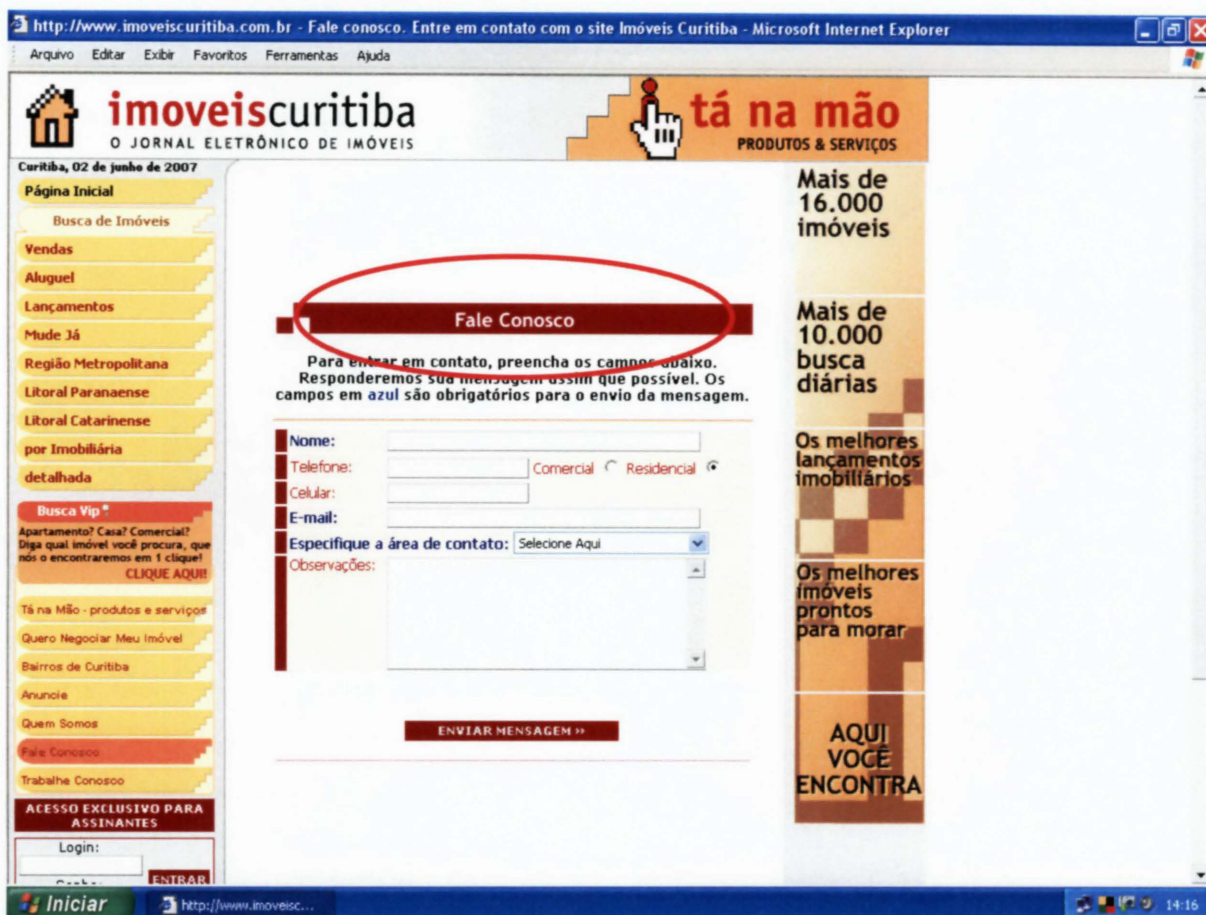 http://www.imoveiscuritiba.com.br - Fale conosco. Entre em contato com o site Imóveis Curitiba - Microsoft Internet Explorer
Arquivo Editar Exibir Favoritos Ferramentas Ajuda
imoveiscuritiba
O JORNAL ELETRÔNICO DE IMÓVEIS
tá na mão
PRODUTOS & SERVIÇOS
Curitiba, 02 de junho de 2007
Página Inicial
Busca de Imóveis
Vendas
Aluguel
Lançamentos
Mude Já
Região Metropolitana
Litoral Paranaense
Litoral Catarinense
por Imobiliária
detalhada
Busca Vip
Apartamento? Casa? Comercial?
Diga qual imóvel você procura, que
nós o encontraremos em 1 clique!
CLIQUE AQUI!
Tá na Mão - produtos e serviços
Quero Negociar Meu Imóvel
Bairros de Curitiba
Anuncie
Quem Somos
Fale Conosco
Trabalhe Conosco
ACESSO EXCLUSIVO PARA
ASSINANTES
Login:
ENTRAR
Fale Conosco
Para entrar em contato, preencha os campos abaixo.
Responderemos sua mensagem assim que possível. Os
campos em azul são obrigatórios para o envio da mensagem.
Nome:
Telefone: Comercial Residencial
Celular:
E-mail:
Especifique a área de contato: Selecione Aqui
Observações:
ENVIAR MENSAGEM »
Mais de
16.000
imóveis
Mais de
10.000
busca
diárias
Os melhores
lançamentos
imobiliários
Os melhores
imóveis
prontos
para morar
AQUI
VOCÊ
ENCONTRA
Iniciar
http://www.imoveisc...
14:16